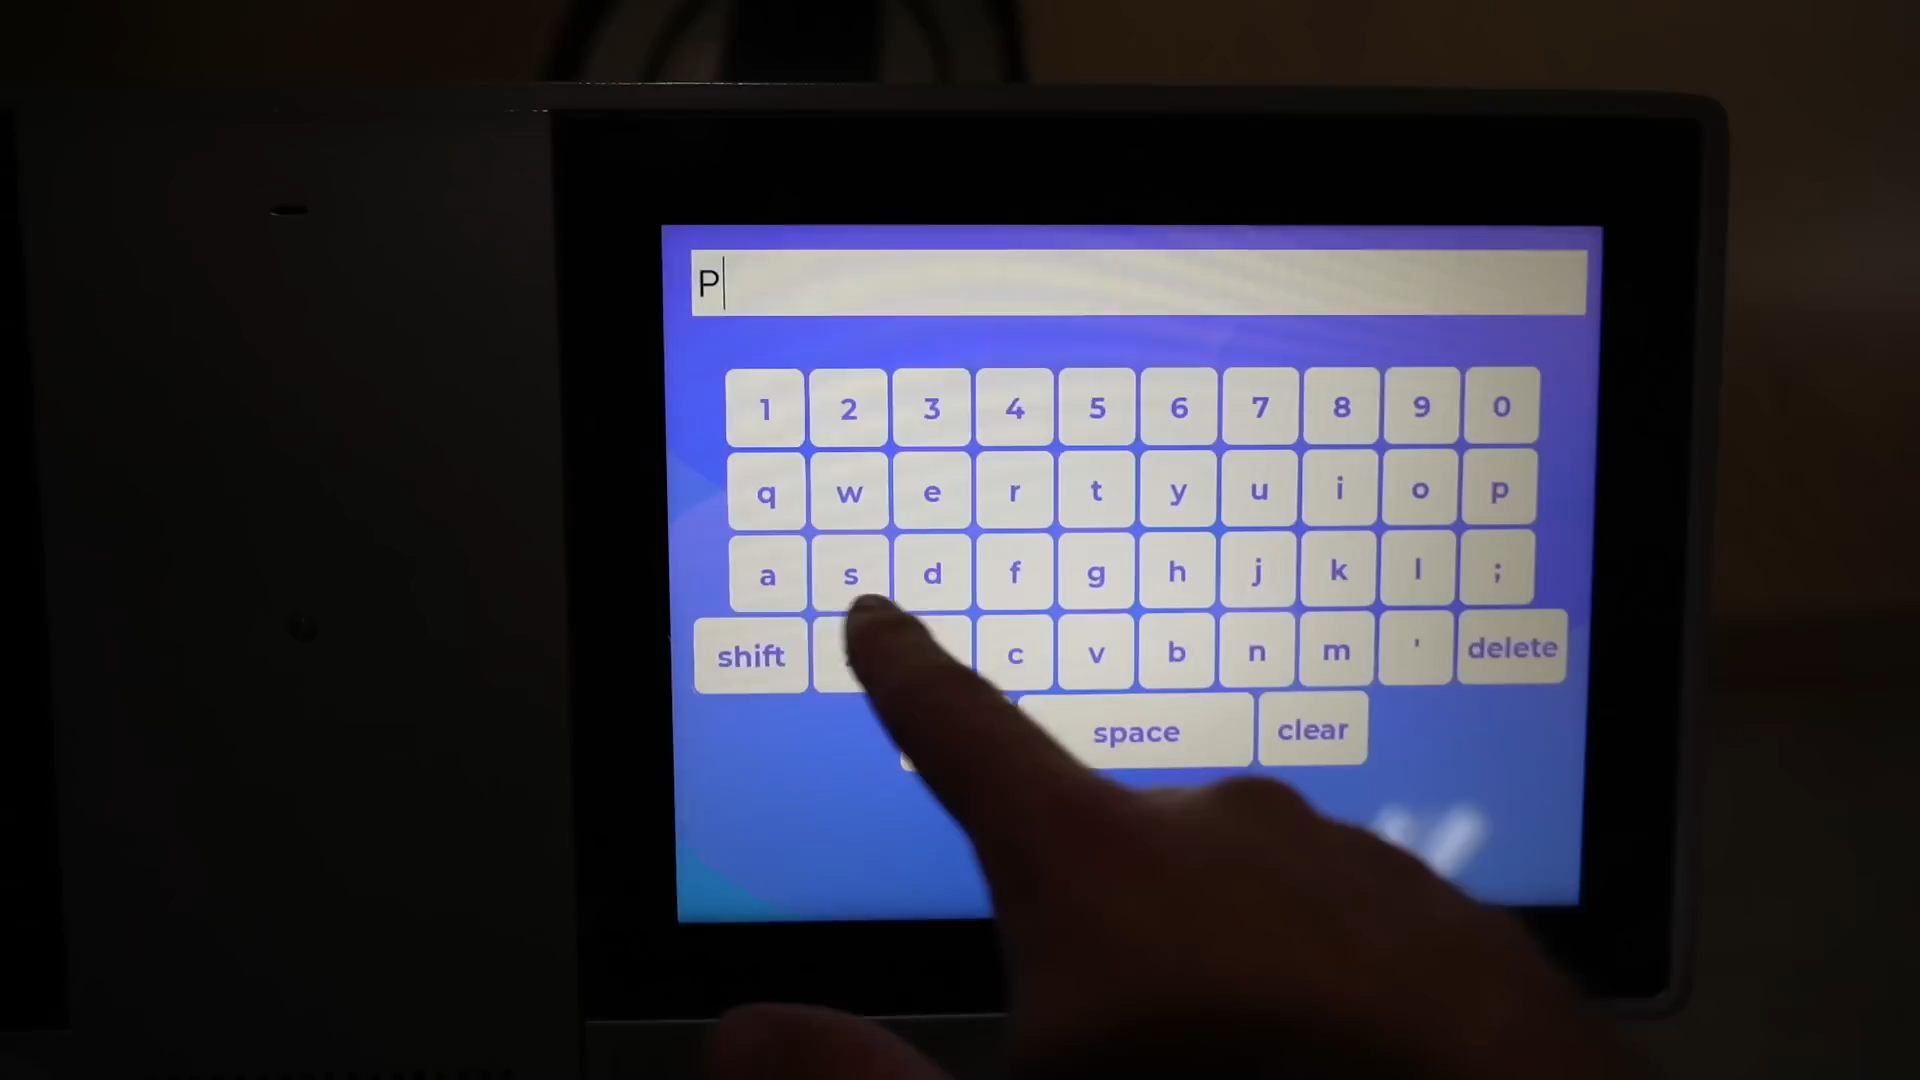 P
1 2 3 4 5 6 7 8 9 0
q w e r t y u i o p
a s d f g h j k l ;
shift c v b n m ' delete
space clear